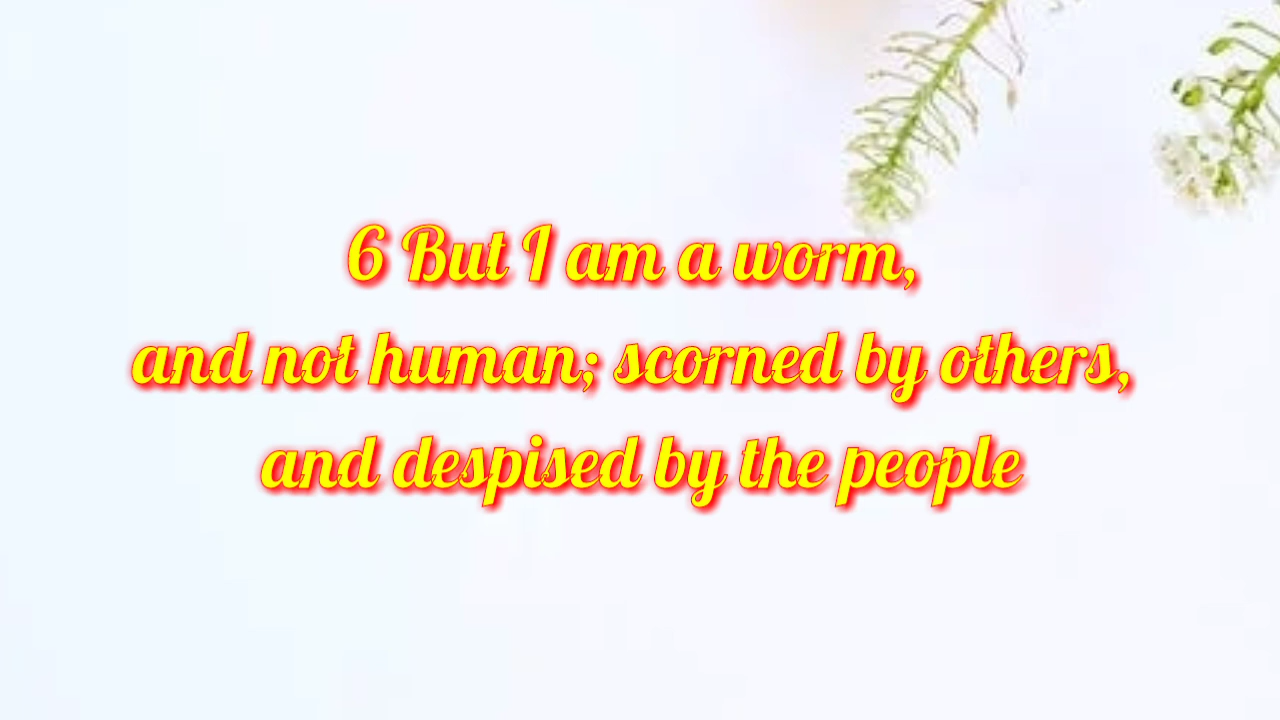 6 But I am a worm,
and not human; scorned by others,
and despised by the people